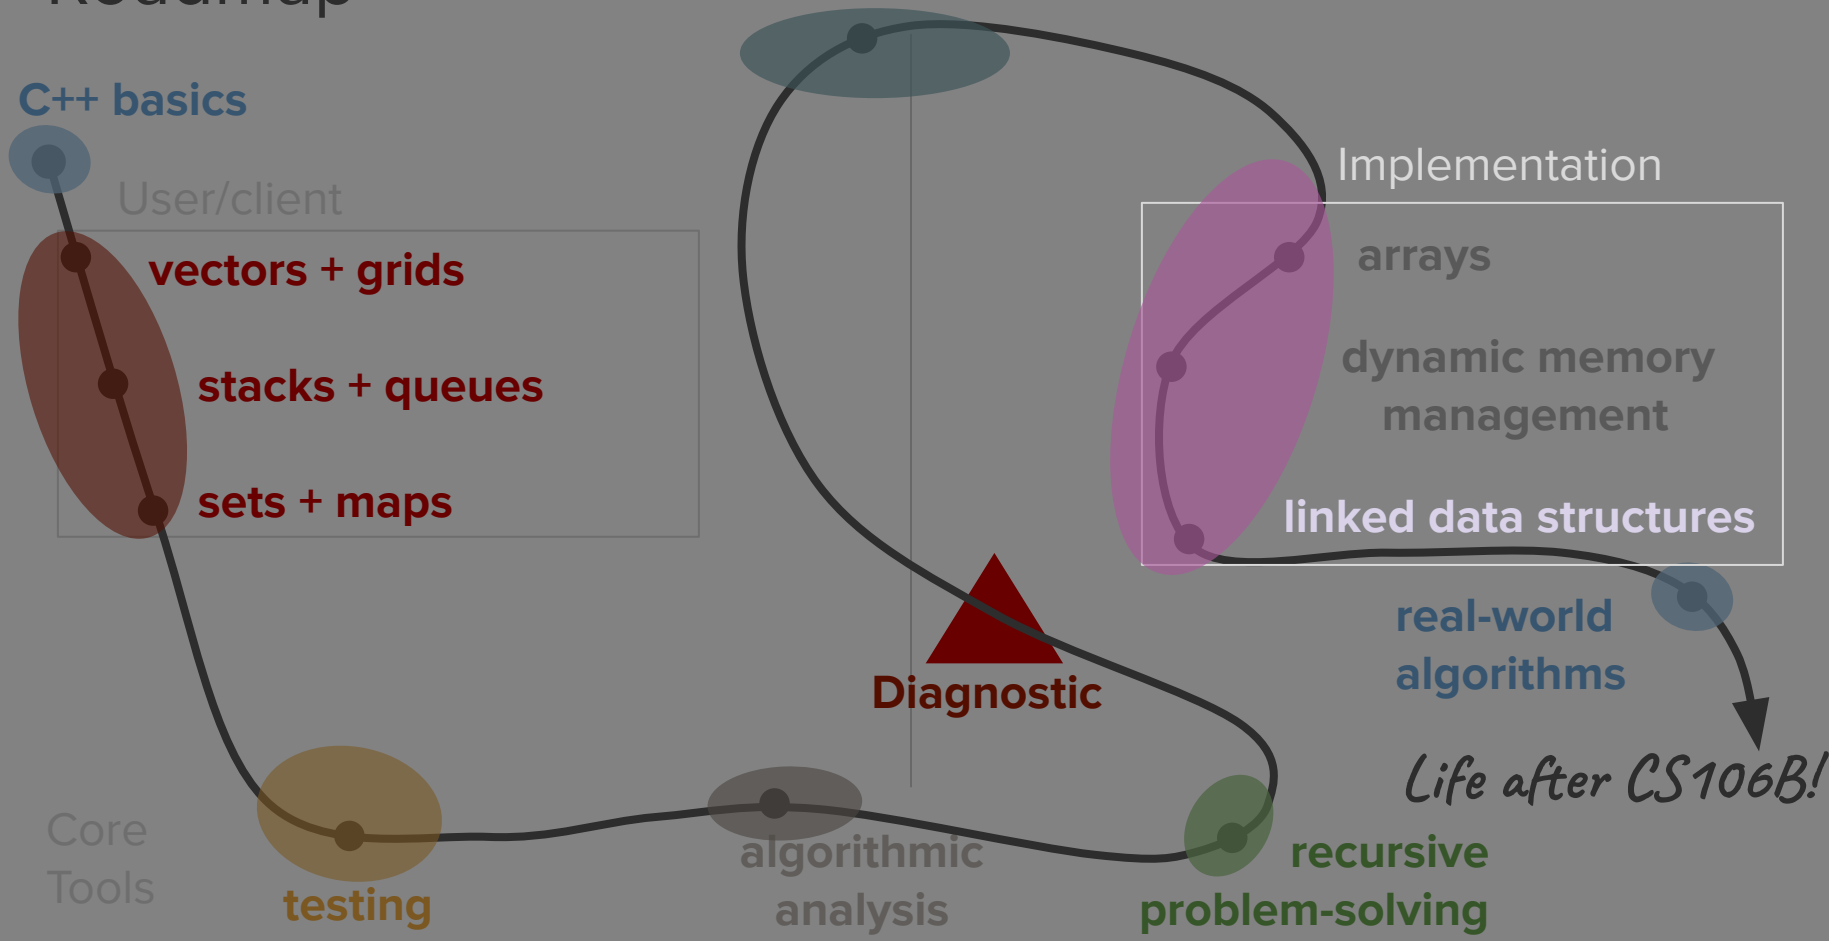 Roadmap
C++ basics
User/client
vectors + grids
stacks + queues
sets + maps
Core
Tools
testing
algorithmic
analysis
Diagnostic
recursive
problem-solving
Implementation
arrays
dynamic memory
management
linked data structures
real-world
algorithms
Life after CS106B!